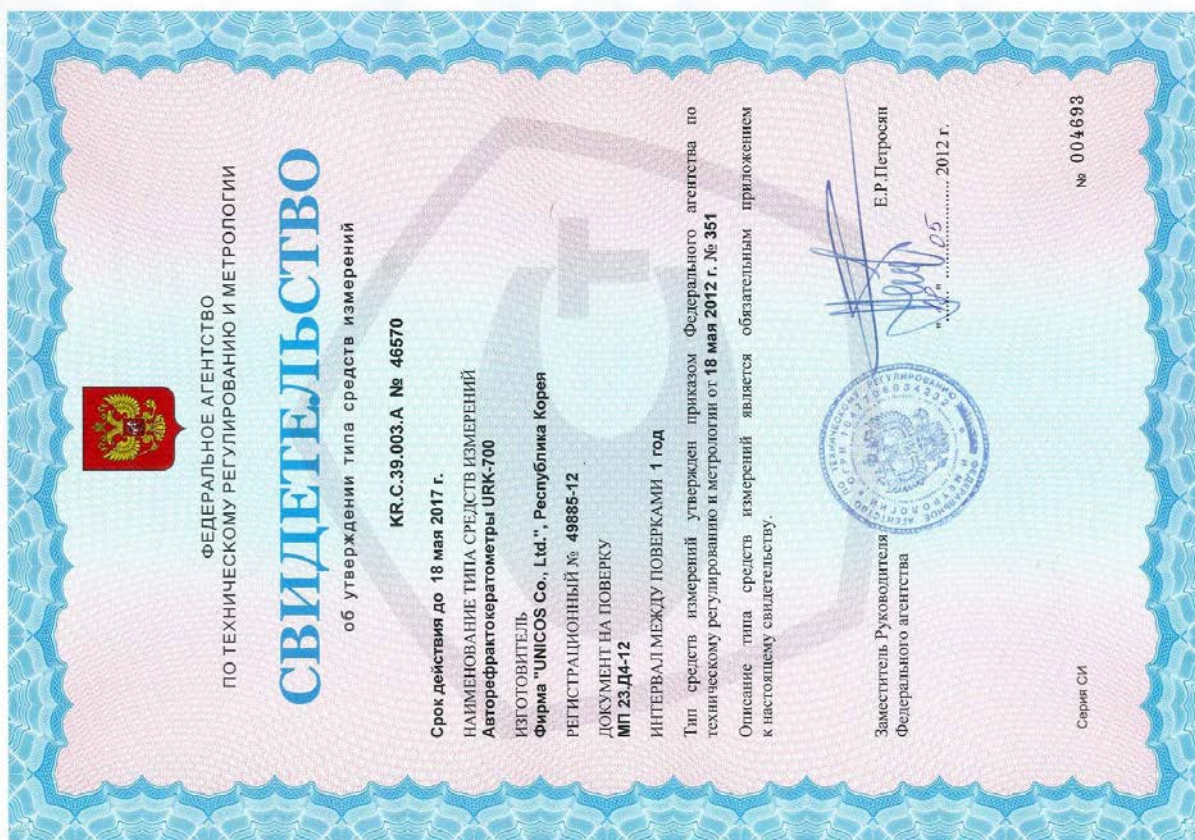 ФЕДЕРАЛЬНОЕ АГЕНТСТВО
ПО ТЕХНИЧЕСКОМУ РЕГУЛИРОВАНИЮ И МЕТРОЛОГИИ
СВИДЕТЕЛЬСТВО
об утверждении типа средств измерений
KR.C.39.003.A № 46570
Срок действия до 18 мая 2017 г.
НАИМЕНОВАНИЕ ТИПА СРЕДСТВ ИЗМЕРЕНИЙ
Авторефрактокератометры URK-700
ИЗГОТОВИТЕЛЬ
Фирма "UNICOS Co., Ltd.", Республика Корея
РЕГИСТРАЦИОННЫЙ № 49885-12
ДОКУМЕНТ НА ПОВЕРКУ
МП 23.Д4-12
ИНТЕРВАЛ МЕЖДУ ПОВЕРКАМИ 1 год
Тип средств измерений утвержден приказом Федерального агентства по
техническому регулированию и метрологии от 18 мая 2012 г. № 351
Описание типа средств измерений является обязательным приложением
к настоящему свидетельству.
Заместитель Руководителя
Федерального агентства
Е.Р.Петросян
05 2012 г.
Серия СИ
№ 004693